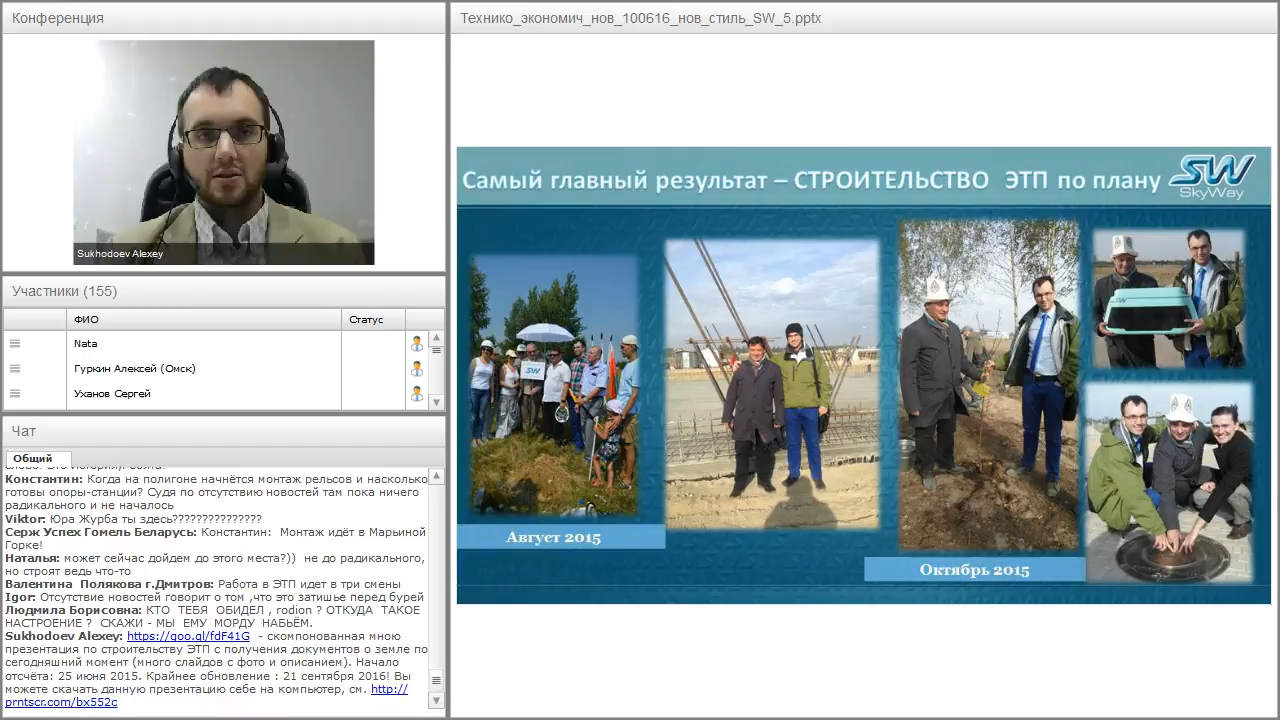 Конференция
Sukhodoev Alexey
Участники (155)
ФИО
Статус
Nata
Гуркин Алексей (Омск)
Уханов Сергей
Чат
Общий
Константин: Когда на полигоне начнётся монтаж рельсов и насколько
готовы опоры-станции? Судя по отсутствию новостей там пока ничего
радикального и не началось
Viktor: Юра Журба ты здесь???????????????
Серж Успех Гомель Беларусь: Константин: Монтаж идёт в Марьиной
Горке!
Наталья: может сейчас дойдем до этого места?)) не до радикального,
но строят ведь что-то
Валентина Полякова г.Дмитров: Работа в ЭТП идет в три смены
Igor: Отсутствие новостей говорит о том ,что это затишье перед бурей
Людмила Борисовна: КТО ТЕБЯ ОБИДЕЛ , rodion ? ОТКУДА ТАКОЕ
НАСТРОЕНИЕ ? СКАЖИ - МЫ ЕМУ МОРДУ НАБЬЁМ.
Sukhodoev Alexey: https://goo.gl/fdF41G - скомпонованная мною
презентация по строительству ЭТП с получения документов о земле по
сегодняшний момент (много слайдов с фото и описанием). Начало
отсчёта: 25 июня 2015. Крайнее обновление : 21 сентября 2016! Вы
можете скачать данную презентацию себе на компьютер, см. http://
prntscr.com/bx552c
Технико_экономич_нов_100616_нов_стиль_SW_5.pptx
Самый главный результат – СТРОИТЕЛЬСТВО ЭТП по плану
SW
SkyWay
SW
Август 2015
Октябрь 2015